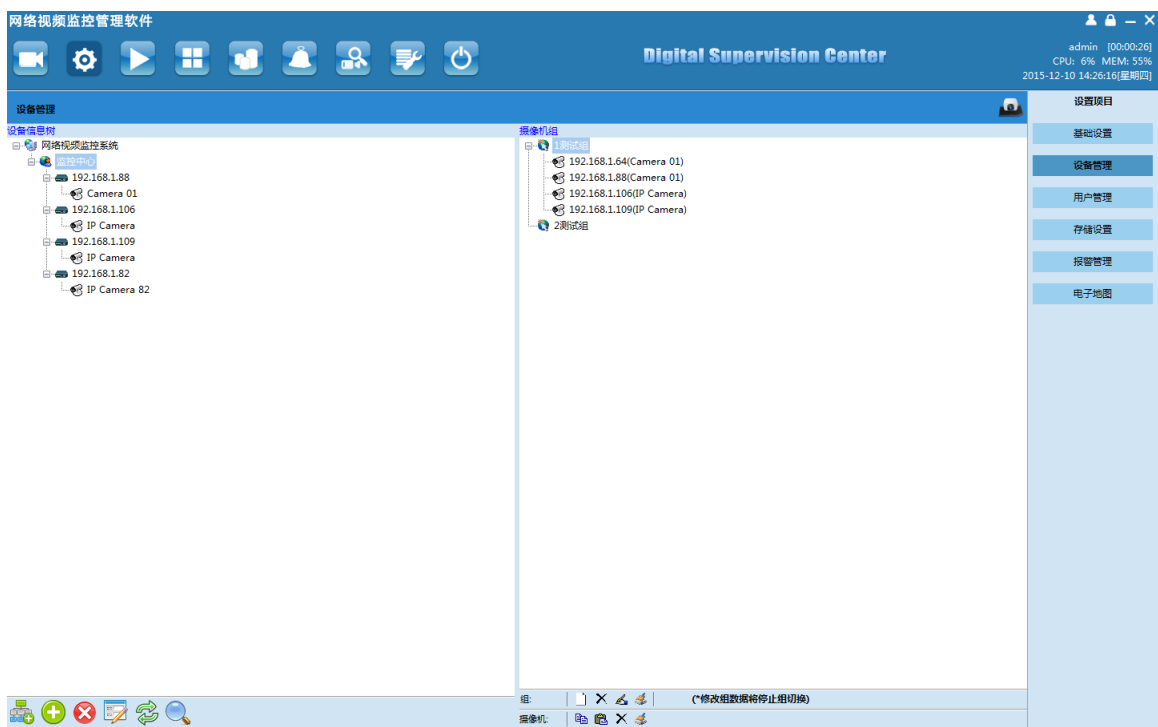 网络视频监控管理软件
Digital Supervision Center
admin [00:00:26]
CPU: 6% MEM: 55%
2015-12-10 14:26:16[星期四]
设备管理
设备信息树
网络视频监控系统
监控中心
192.168.1.88
Camera 01
192.168.1.106
IP Camera
192.168.1.109
IP Camera
192.168.1.82
IP Camera 82
摄像机组
1测试组
192.168.1.64(Camera 01)
192.168.1.88(Camera 01)
192.168.1.106(IP Camera)
192.168.1.109(IP Camera)
2测试组
组:
(*修改组数据将停止组切换)
摄像机:
设置项目
基础设置
设备管理
用户管理
存储设置
报警管理
电子地图